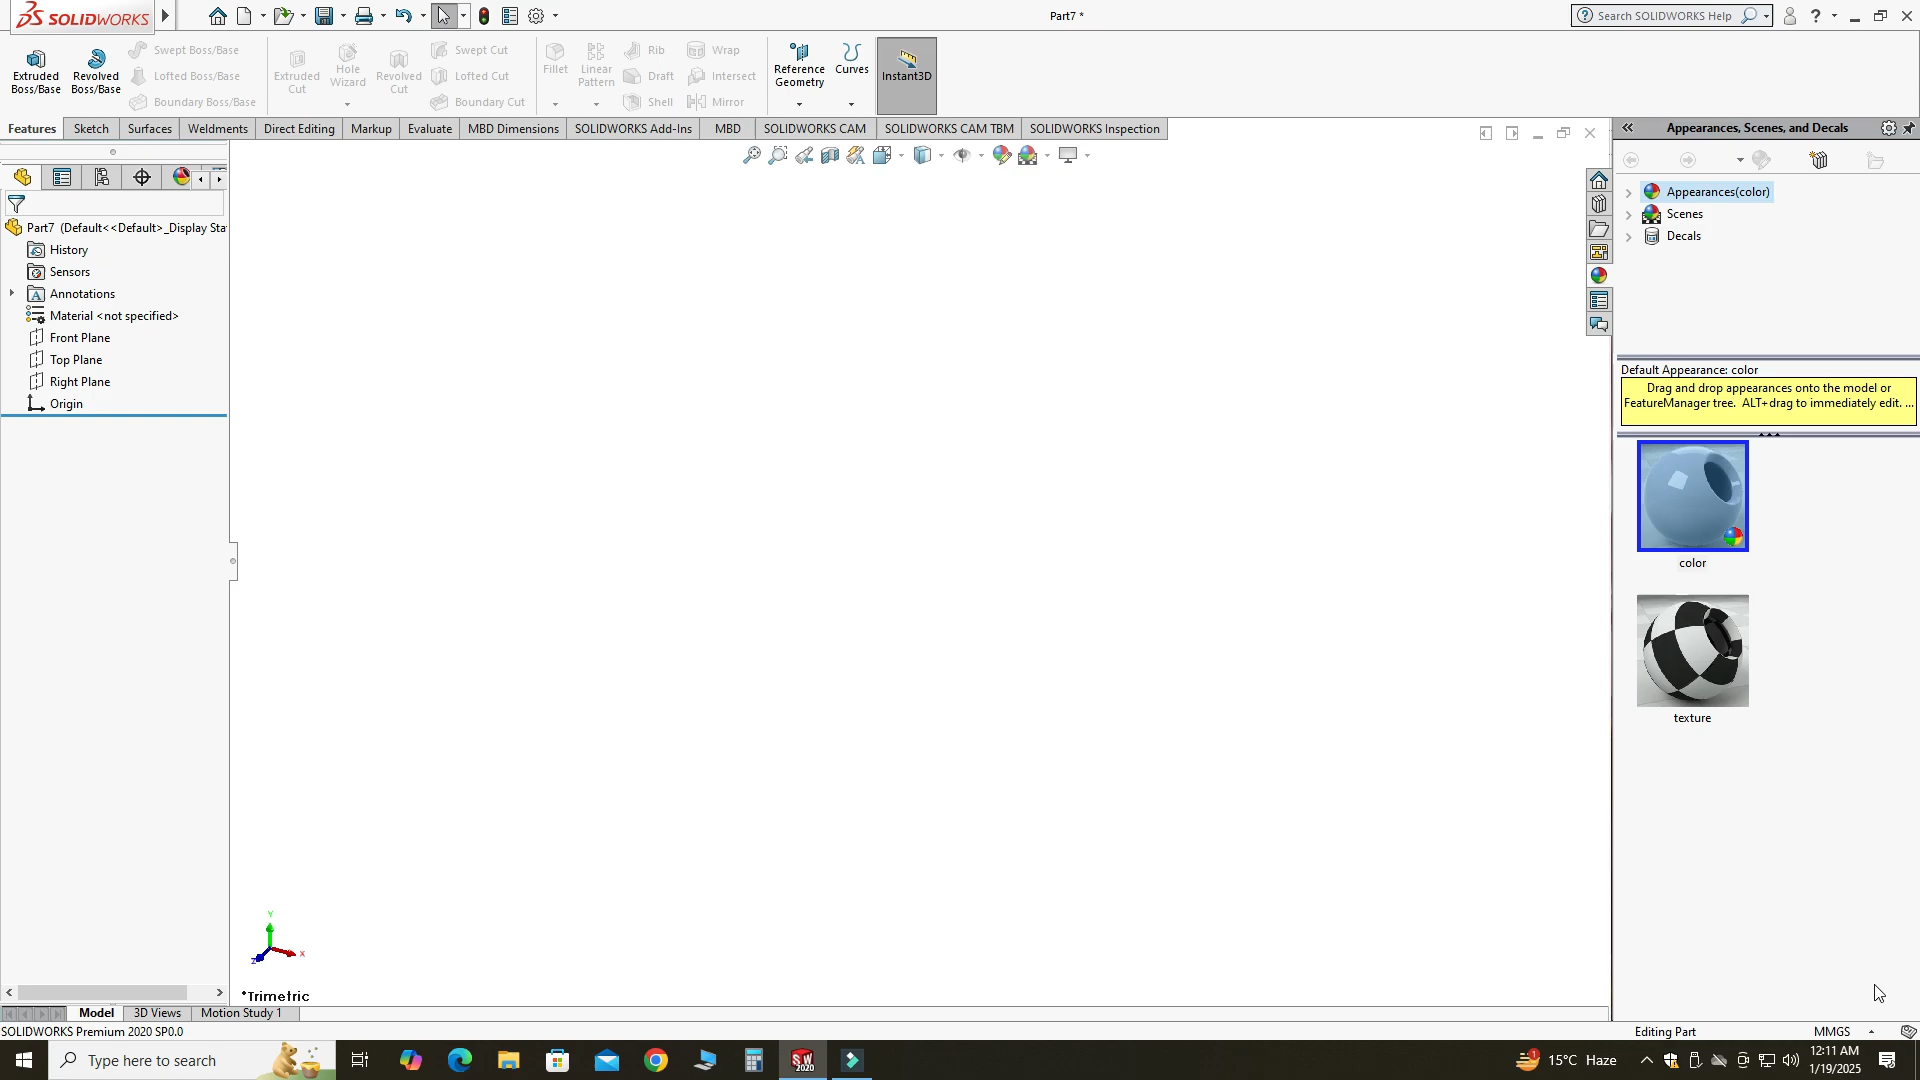 SOLIDWORKS
Part7 *
Search SOLIDWORKS Help
Extruded Boss/Base
Revolved Boss/Base
Swept Boss/Base
Lofted Boss/Base
Boundary Boss/Base
Extruded Cut
Hole Wizard
Revolved Cut
Swept Cut
Lofted Cut
Boundary Cut
Fillet
Linear Pattern
Rib
Draft
Shell
Wrap
Intersect
Mirror
Reference Geometry
Curves
Instant3D
Features
Sketch
Surfaces
Weldments
Direct Editing
Markup
Evaluate
MBD Dimensions
SOLIDWORKS Add-Ins
MBD
SOLIDWORKS CAM
SOLIDWORKS CAM TBM
SOLIDWORKS Inspection
Part7 (Default<<Default>_Display Sta
History
Sensors
Annotations
Material <not specified>
Front Plane
Top Plane
Right Plane
Origin
Y
X
Z
*Trimetric
Appearances, Scenes, and Decals
Appearances(color)
Scenes
Decals
Default Appearance: color
Drag and drop appearances onto the model or
FeatureManager tree. ALT+drag to immediately edit. ...
color
texture
Model
3D Views
Motion Study 1
SOLIDWORKS Premium 2020 SP0.0
Editing Part
MMGS
Type here to search
SW
2020
1
15°C Haze
12:11 AM
1/19/2025